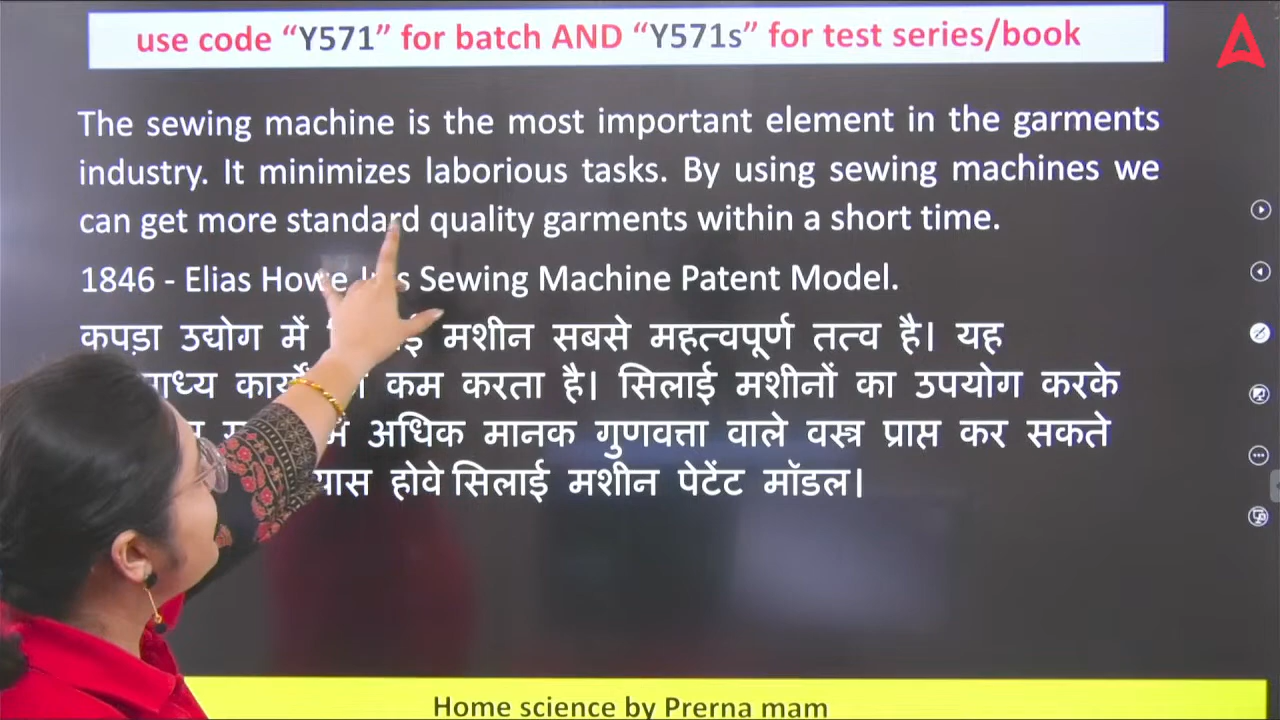 use code “Y571” for batch AND “Y571s” for test series/book
The sewing machine is the most important element in the garments
industry. It minimizes laborious tasks. By using sewing machines we
can get more standard quality garments within a short time.
1846 - Elias Howe Sewing Machine Patent Model.
कपड़ा उद्योग में मशीन सबसे महत्वपूर्ण तत्व है। यह
कम करता है। सिलाई मशीनों का उपयोग करके
अधिक मानक गुणवत्ता वाले वस्त्र प्राप्त कर सकते
होवे सिलाई मशीन पेटेंट मॉडल।
Home science by Prerna mam